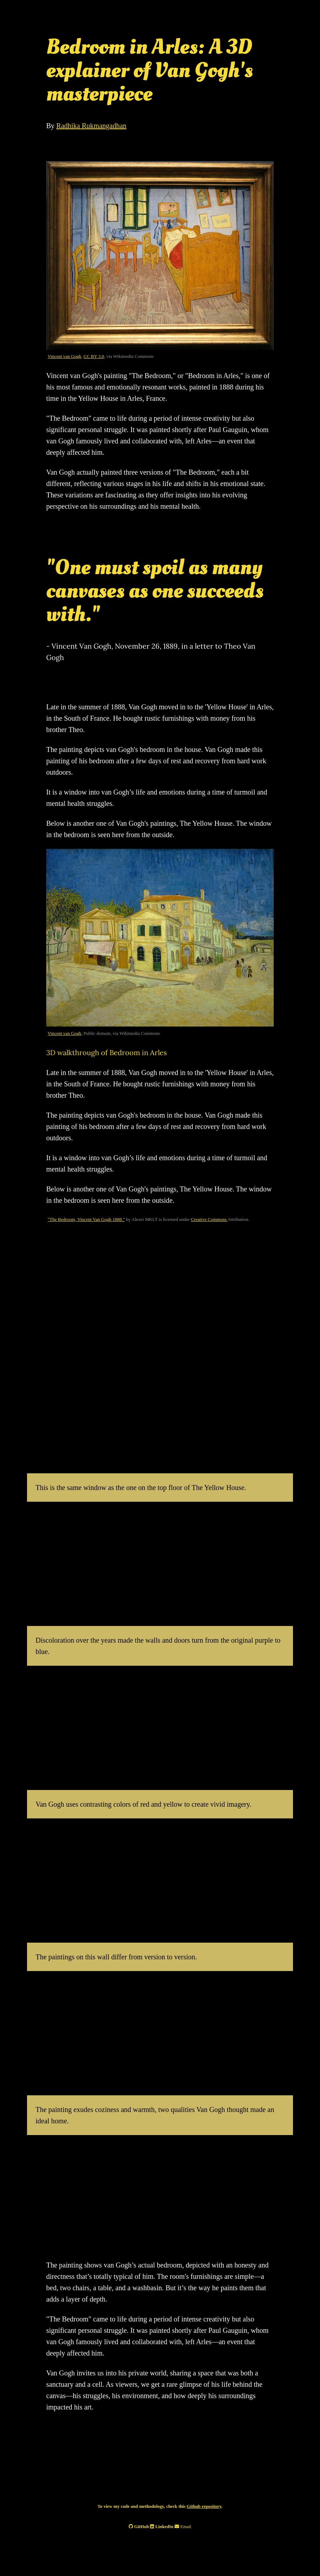 Bedroom in Arles: A 3D
explainer of Van Gogh's
masterpiece
By Radhika Rukmangadhan
Vincent van Gogh, CC BY 3.0, via Wikimedia Commons
Vincent van Gogh's painting "The Bedroom," or "Bedroom in Arles," is one of
his most famous and emotionally resonant works, painted in 1888 during his
time in the Yellow House in Arles, France.
"The Bedroom" came to life during a period of intense creativity but also
significant personal struggle. It was painted shortly after Paul Gauguin, whom
van Gogh famously lived and collaborated with, left Arles—an event that
deeply affected him.
Van Gogh actually painted three versions of "The Bedroom," each a bit
different, reflecting various stages in his life and shifts in his emotional state.
These variations are fascinating as they offer insights into his evolving
perspective on his surroundings and his mental health.
"One must spoil as many
canvases as one succeeds
with."
- Vincent Van Gogh, November 26, 1889, in a letter to Theo Van
Gogh
Late in the summer of 1888, Van Gogh moved in to the 'Yellow House' in Arles,
in the South of France. He bought rustic furnishings with money from his
brother Theo.
The painting depicts van Gogh's bedroom in the house. Van Gogh made this
painting of his bedroom after a few days of rest and recovery from hard work
outdoors.
It is a window into van Gogh’s life and emotions during a time of turmoil and
mental health struggles.
Below is another one of Van Gogh's paintings, The Yellow House. The window
in the bedroom is seen here from the outside.
Vincent van Gogh, Public domain, via Wikimedia Commons
3D walkthrough of Bedroom in Arles
Late in the summer of 1888, Van Gogh moved in to the 'Yellow House' in Arles,
in the South of France. He bought rustic furnishings with money from his
brother Theo.
The painting depicts van Gogh's bedroom in the house. Van Gogh made this
painting of his bedroom after a few days of rest and recovery from hard work
outdoors.
It is a window into van Gogh’s life and emotions during a time of turmoil and
mental health struggles.
Below is another one of Van Gogh's paintings, The Yellow House. The window
in the bedroom is seen here from the outside.
"The Bedroom, Vincent Van Gogh 1888." by Alexei MKGT is licensed under Creative Commons Attribution.
This is the same window as the one on the top floor of The Yellow House.
Discoloration over the years made the walls and doors turn from the original purple to
blue.
Van Gogh uses contrasting colors of red and yellow to create vivid imagery.
The paintings on this wall differ from version to version.
The painting exudes coziness and warmth, two qualities Van Gogh thought made an
ideal home.
The painting shows van Gogh’s actual bedroom, depicted with an honesty and
directness that’s totally typical of him. The room's furnishings are simple—a
bed, two chairs, a table, and a washbasin. But it’s the way he paints them that
adds a layer of depth.
"The Bedroom" came to life during a period of intense creativity but also
significant personal struggle. It was painted shortly after Paul Gauguin, whom
van Gogh famously lived and collaborated with, left Arles—an event that
deeply affected him.
Van Gogh invites us into his private world, sharing a space that was both a
sanctuary and a cell. As viewers, we get a rare glimpse of his life behind the
canvas—his struggles, his environment, and how deeply his surroundings
impacted his art.
To view my code and methodology, check this Github repository.
GitHub LinkedIn Email